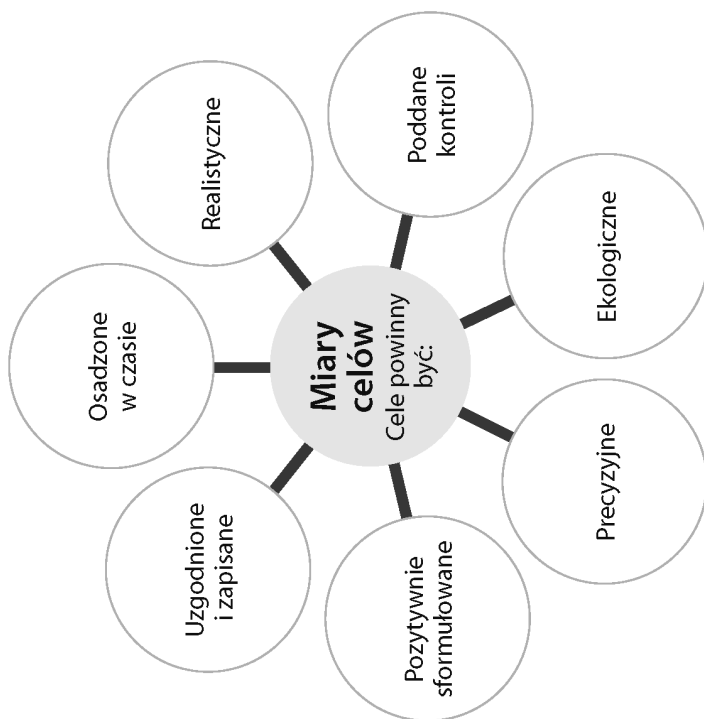 Miary
celów
Cele powinny
być:
Realistyczne
Poddane
kontroli
Ekologiczne
Precyzyjne
Pozytywnie
sformułowane
Uzgodnione
i zapisane
Osadzone
w czasie